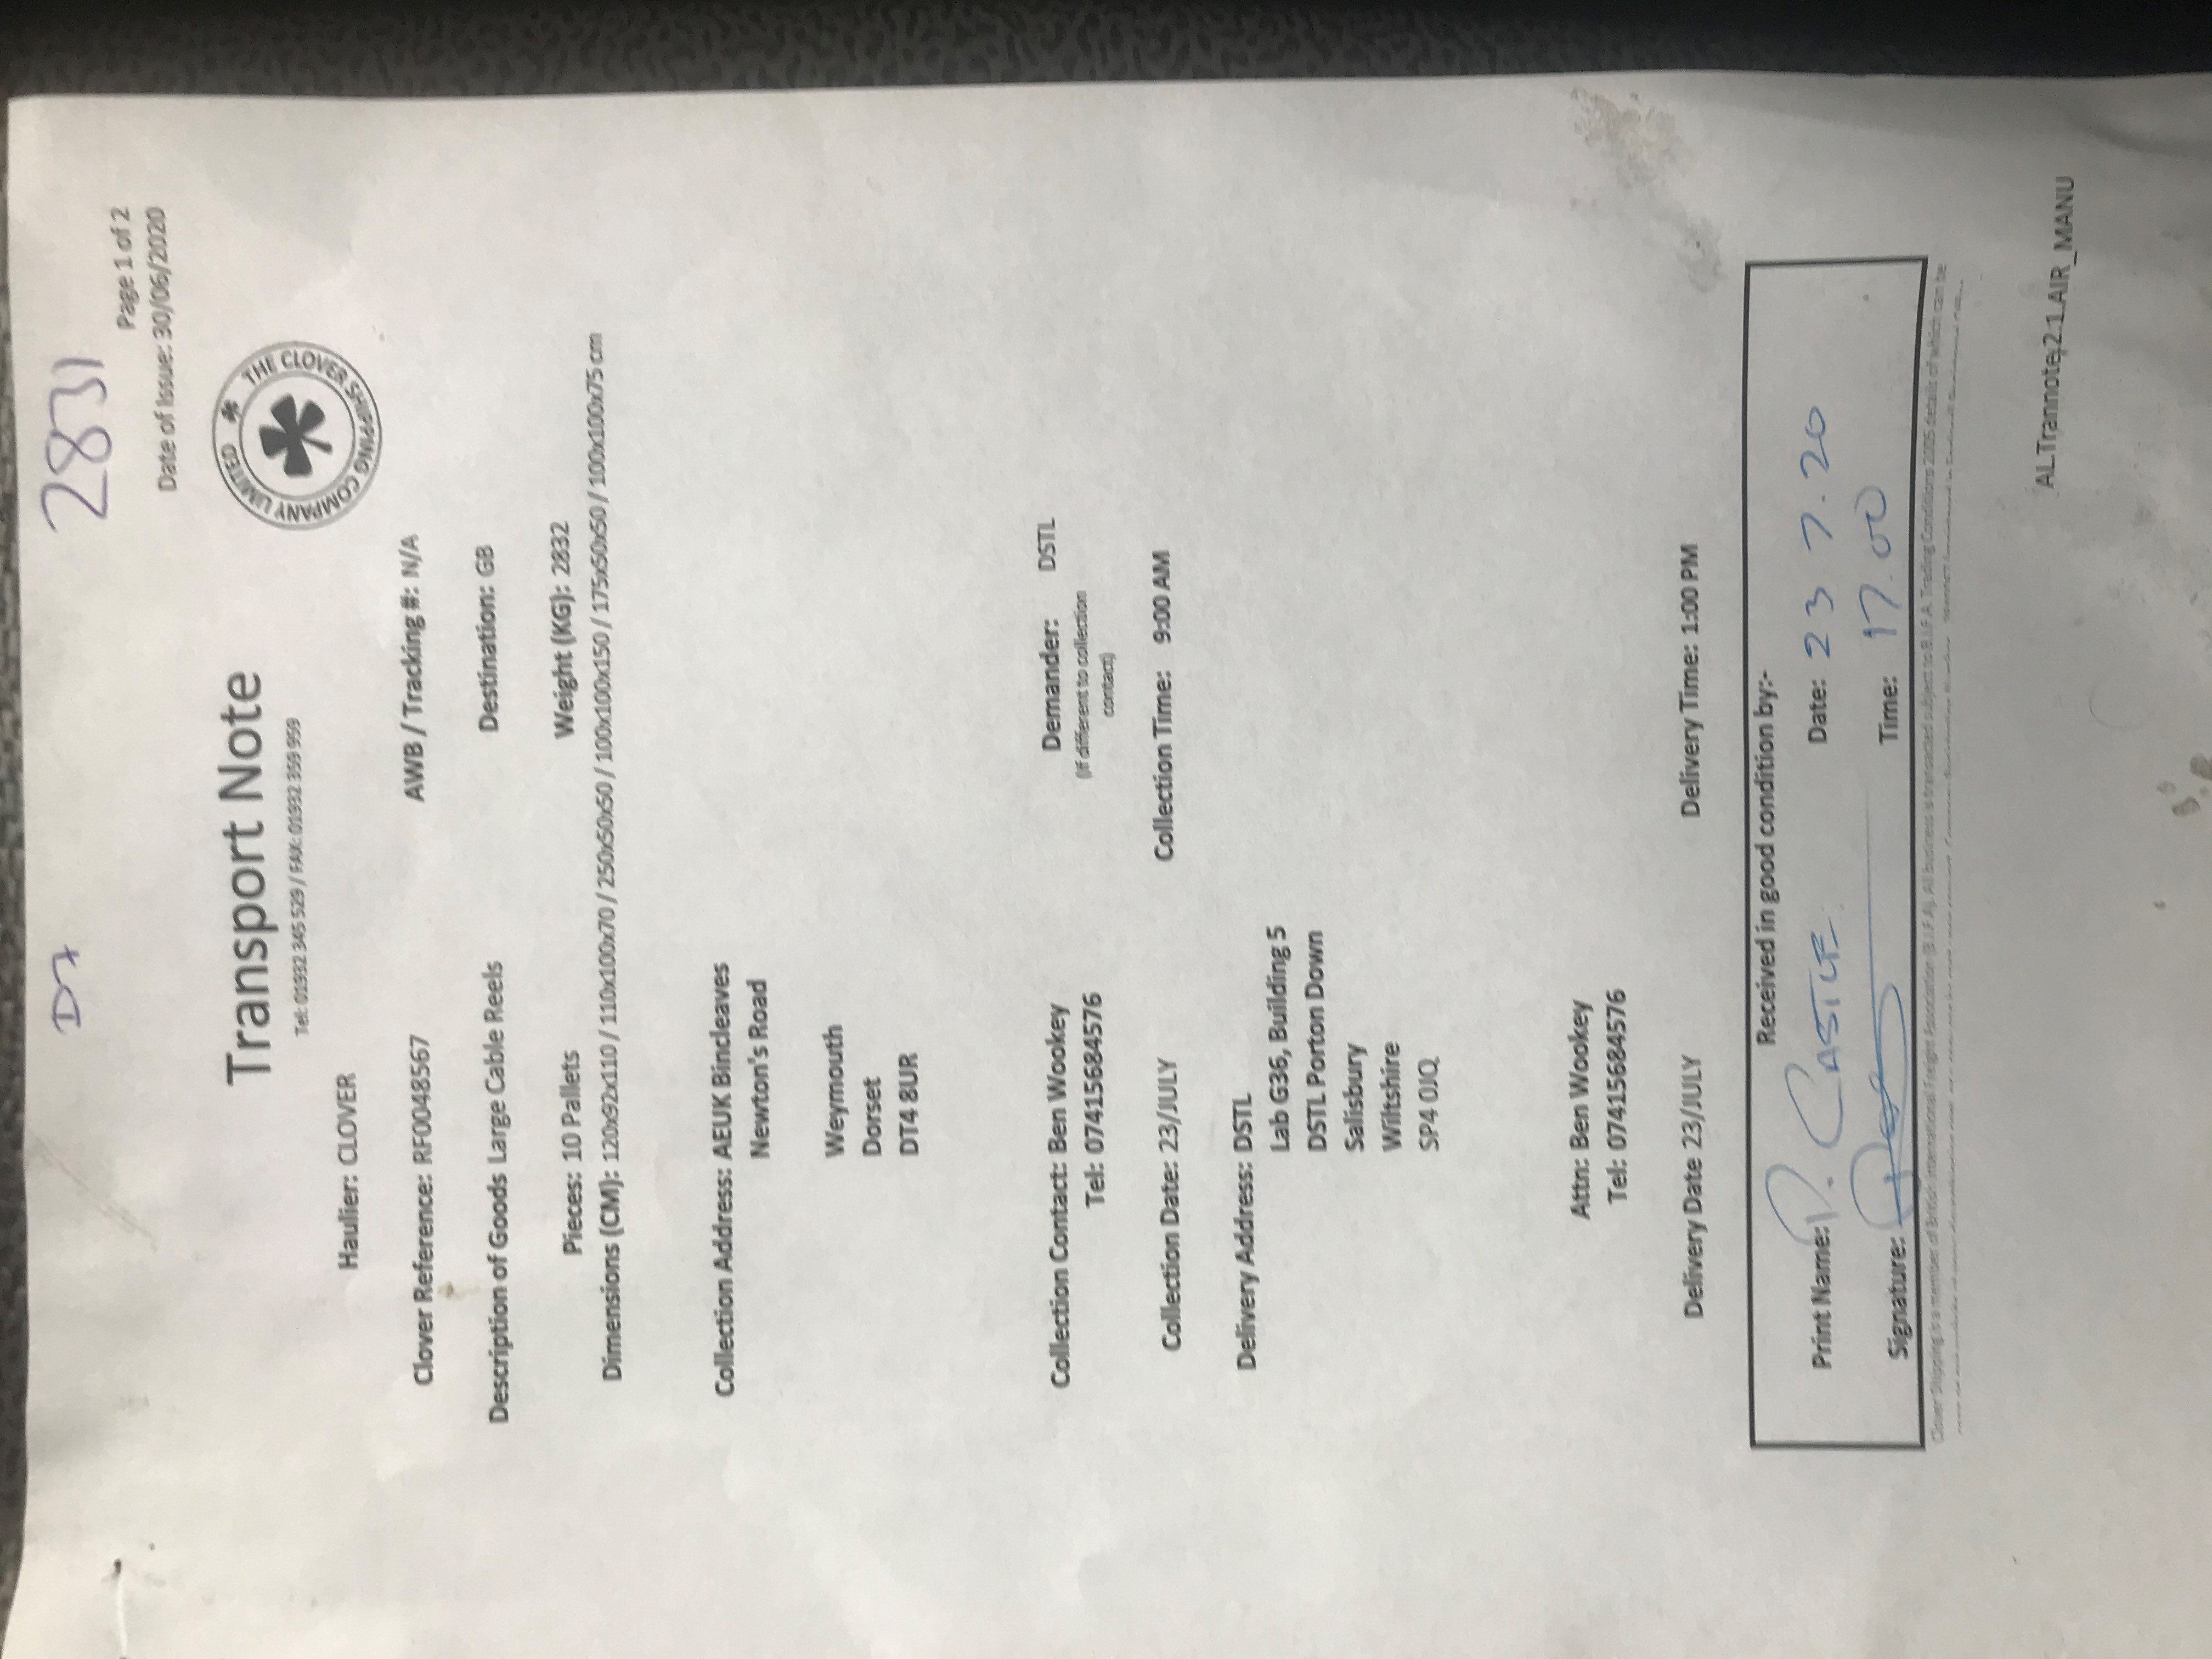 D7 2831
Page 1 of 2
Date of Issue: 30/06/2020
Transport Note
THE CLOVER SHIPPING COMPANY LIMITED
Tel: 01932 345 529 / FAX: 01932 359 959
Haulier: CLOVER
Clover Reference: RF0048567 AWB / Tracking #: N/A
Description of Goods Large Cable Reels Destination: GB
Pieces: 10 Pallets Weight (KG): 2832
Dimensions (CM): 120x92x110 / 110x100x70 / 250x50x50 / 100x100x150 / 175x50x50 / 100x100x75 cm
Collection Address: AEUK Bincleaves
Newton's Road
Weymouth
Dorset
DT4 8UR
Collection Contact: Ben Wookey Demander: DSTL
Tel: 07415684576 (if different to collection
contact)
Collection Date: 23/JULY Collection Time: 9:00 AM
Delivery Address: DSTL
Lab G36, Building 5
DSTL Porton Down
Salisbury
Wiltshire
SP4 0JQ
Attn: Ben Wookey
Tel: 07415684576
Delivery Date 23/JULY Delivery Time: 1:00 PM
Received in good condition by:-
Print Name: P. CASTLE Date: 23 7.20
Signature: Time: 17.00
Clover Shipping is a member of British International Freight Association (B.I.F.A). All business is transacted subject to B.I.F.A. Trading Conditions 2005 details of which can be
ALTrannote2.1.AIR_MANU